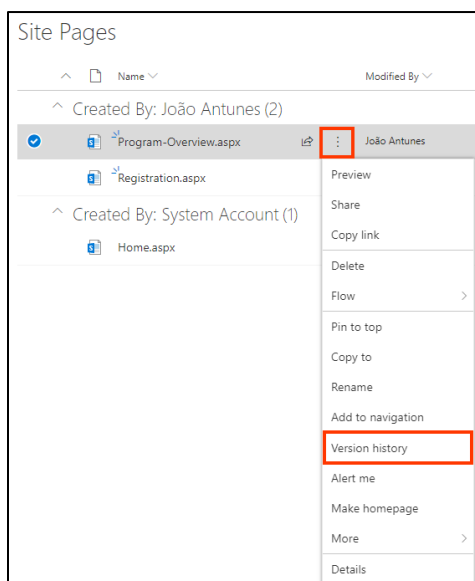 Site Pages
Name
Modified By
Created By: João Antunes (2)
Program-Overview.aspx
João Antunes
Registration.aspx
Created By: System Account (1)
Home.aspx
Preview
Share
Copy link
Delete
Flow
Pin to top
Copy to
Rename
Add to navigation
Version history
Alert me
Make homepage
More
Details